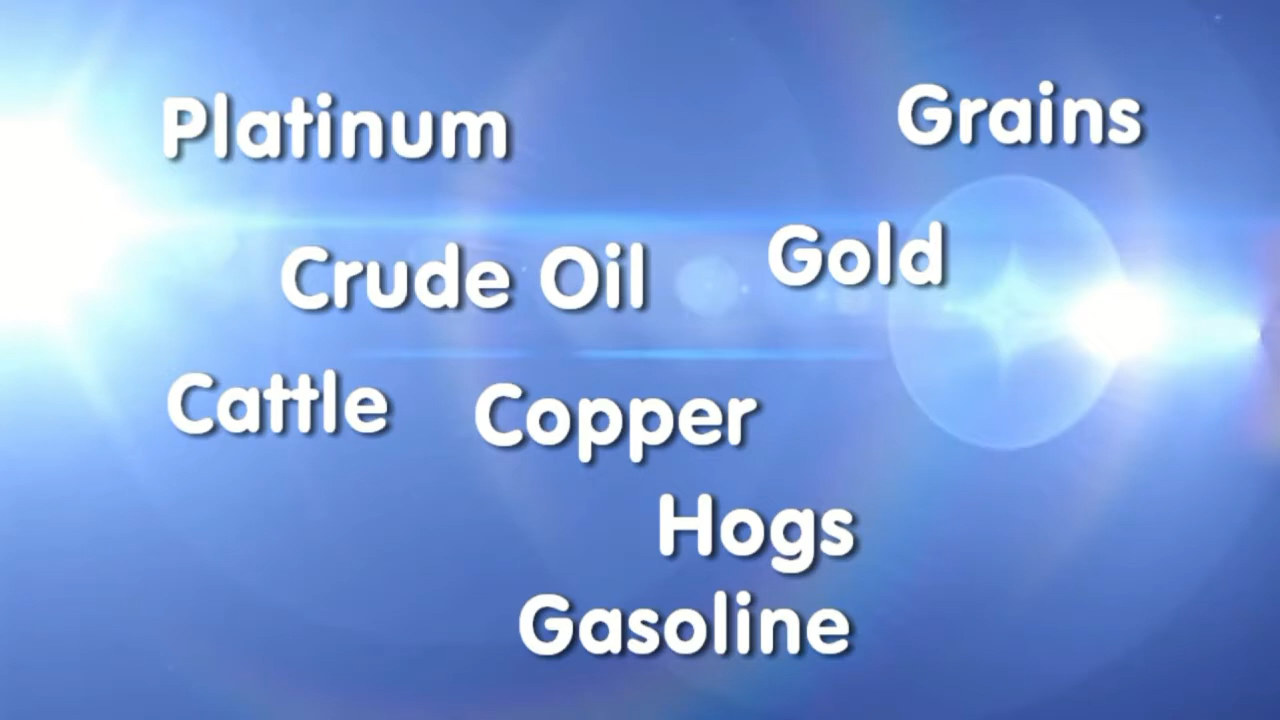 Platinum
Grains
Crude Oil
Gold
Cattle
Copper
Hogs
Gasoline